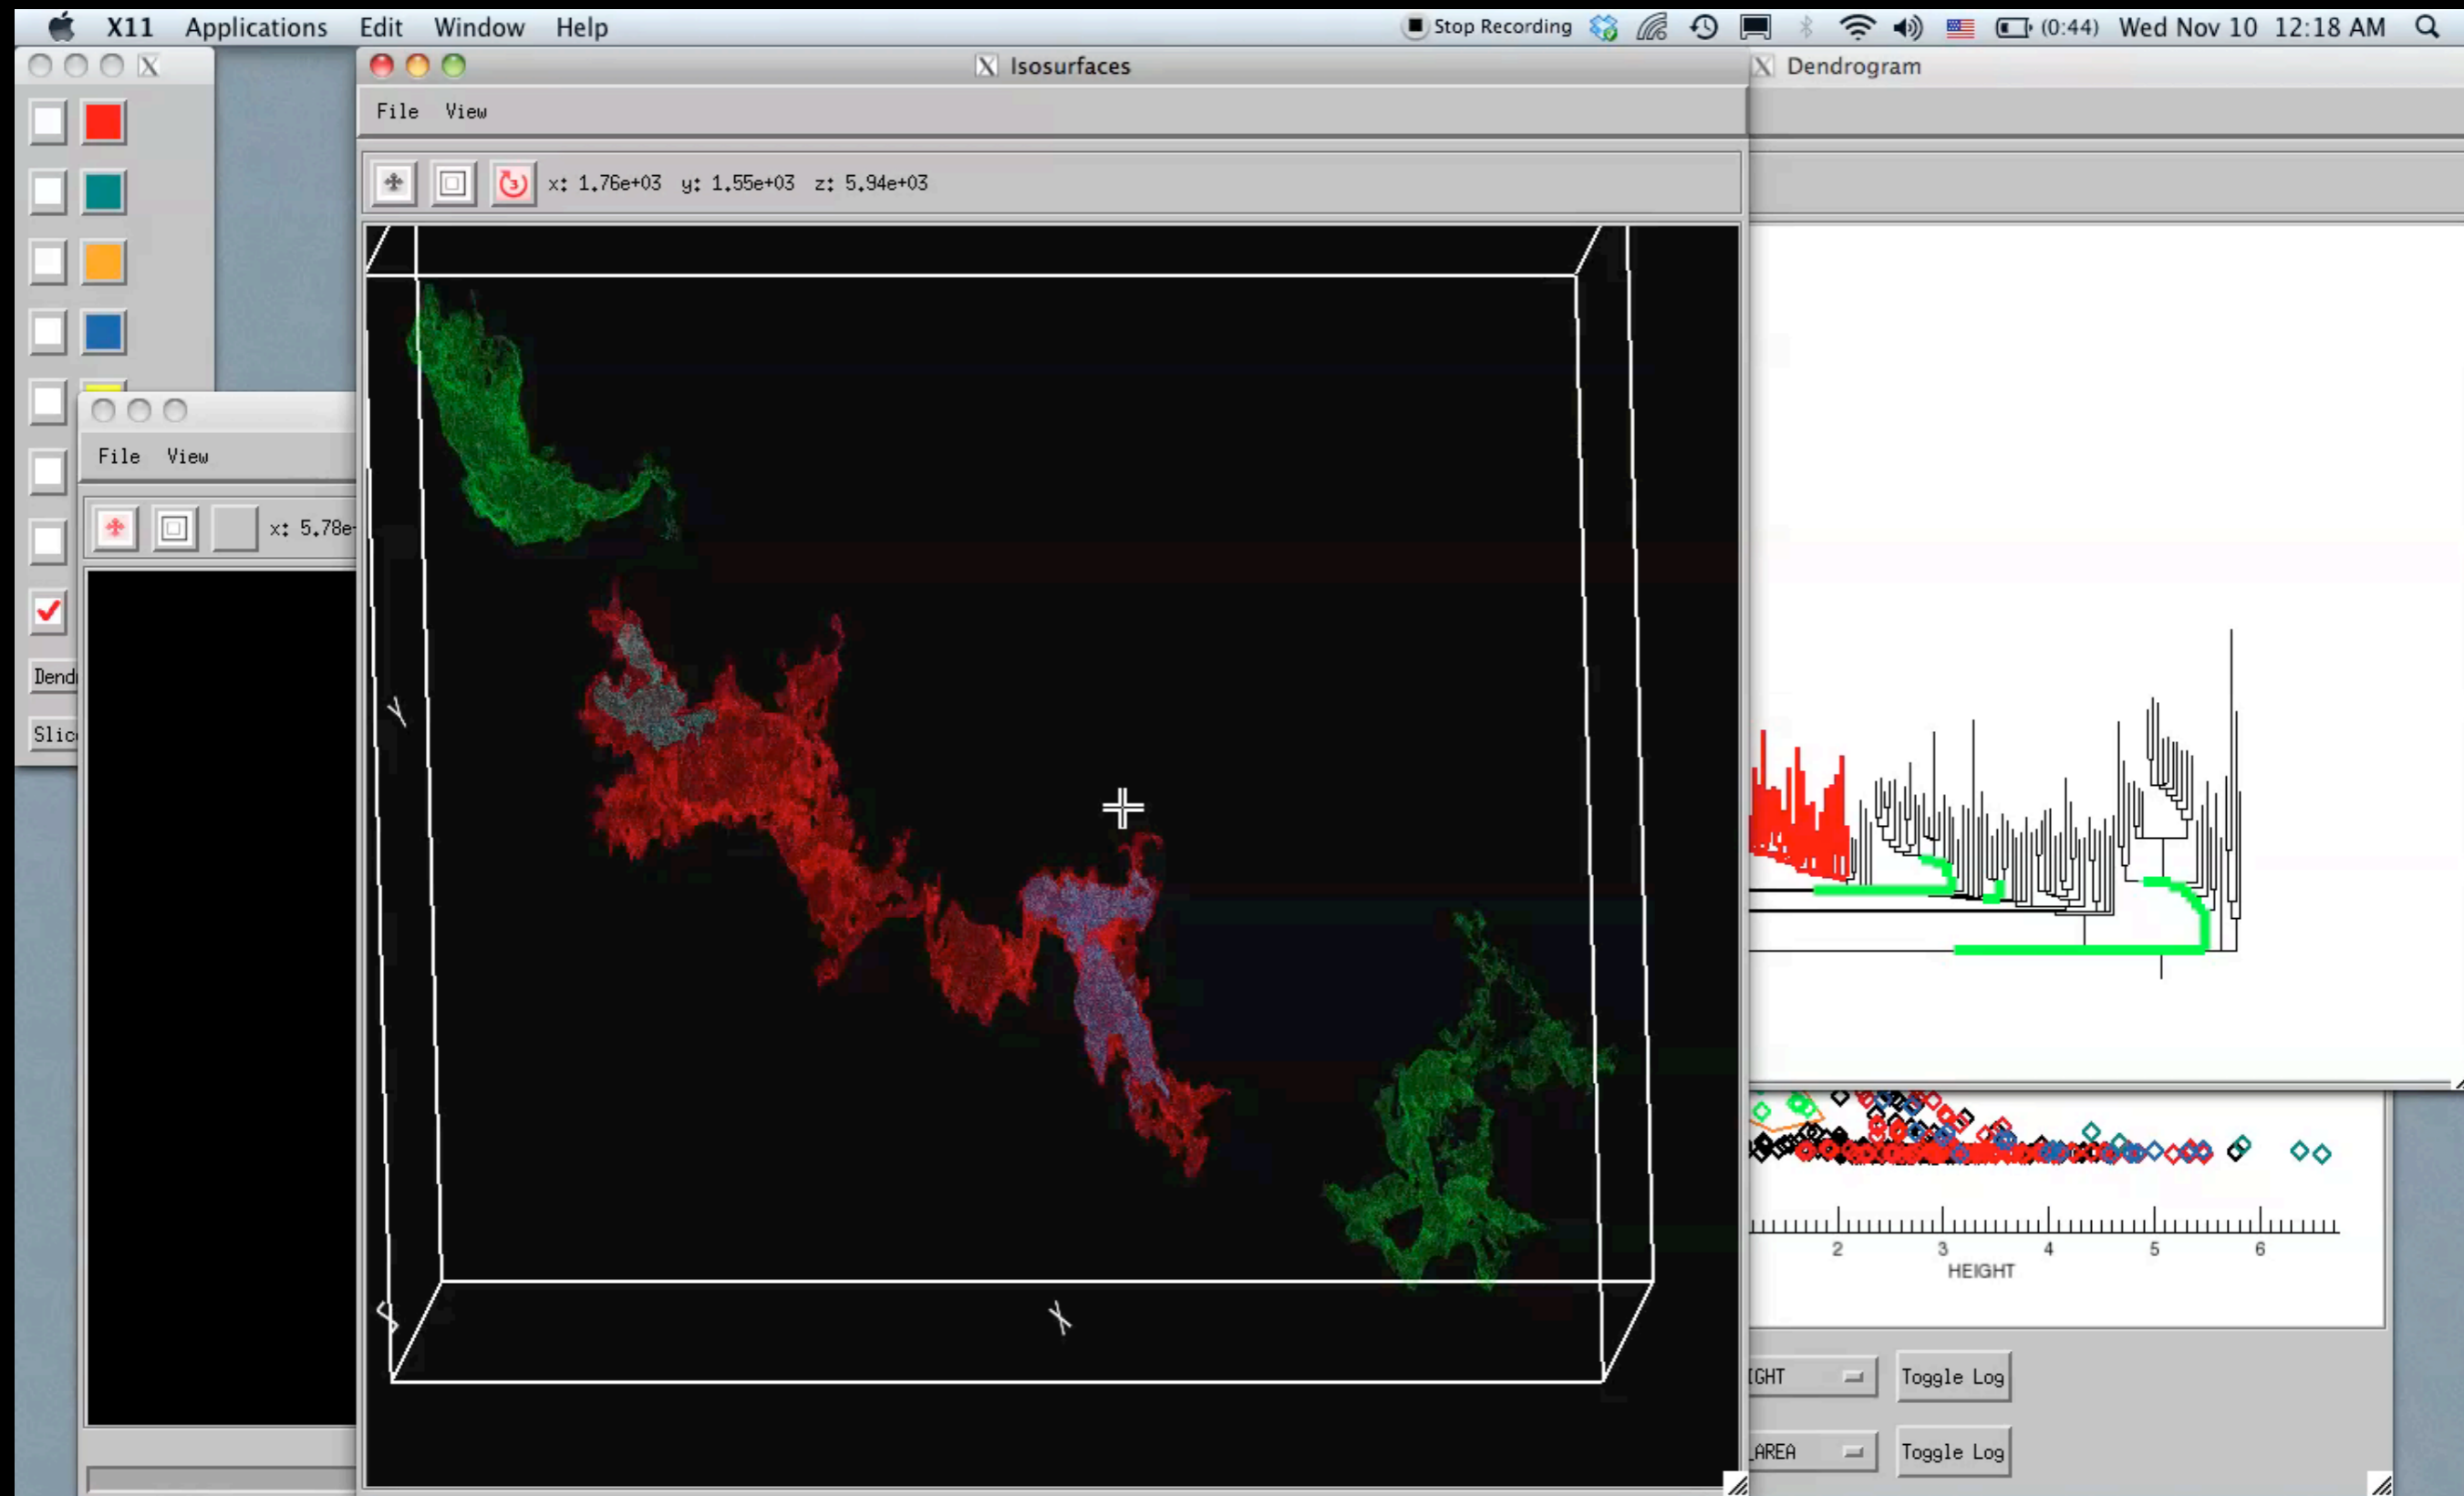 X11 Applications Edit Window Help Stop Recording (0:44) Wed Nov 10 12:18 AM
X Isosurfaces
X Dendrogram
File View
x: 1.76e+03 y: 1.55e+03 z: 5.94e+03
File View
x: 5.78e
Dend
Slic
Y
X
2 3 4 5 6
HEIGHT
IGHT Toggle Log
_AREA Toggle Log